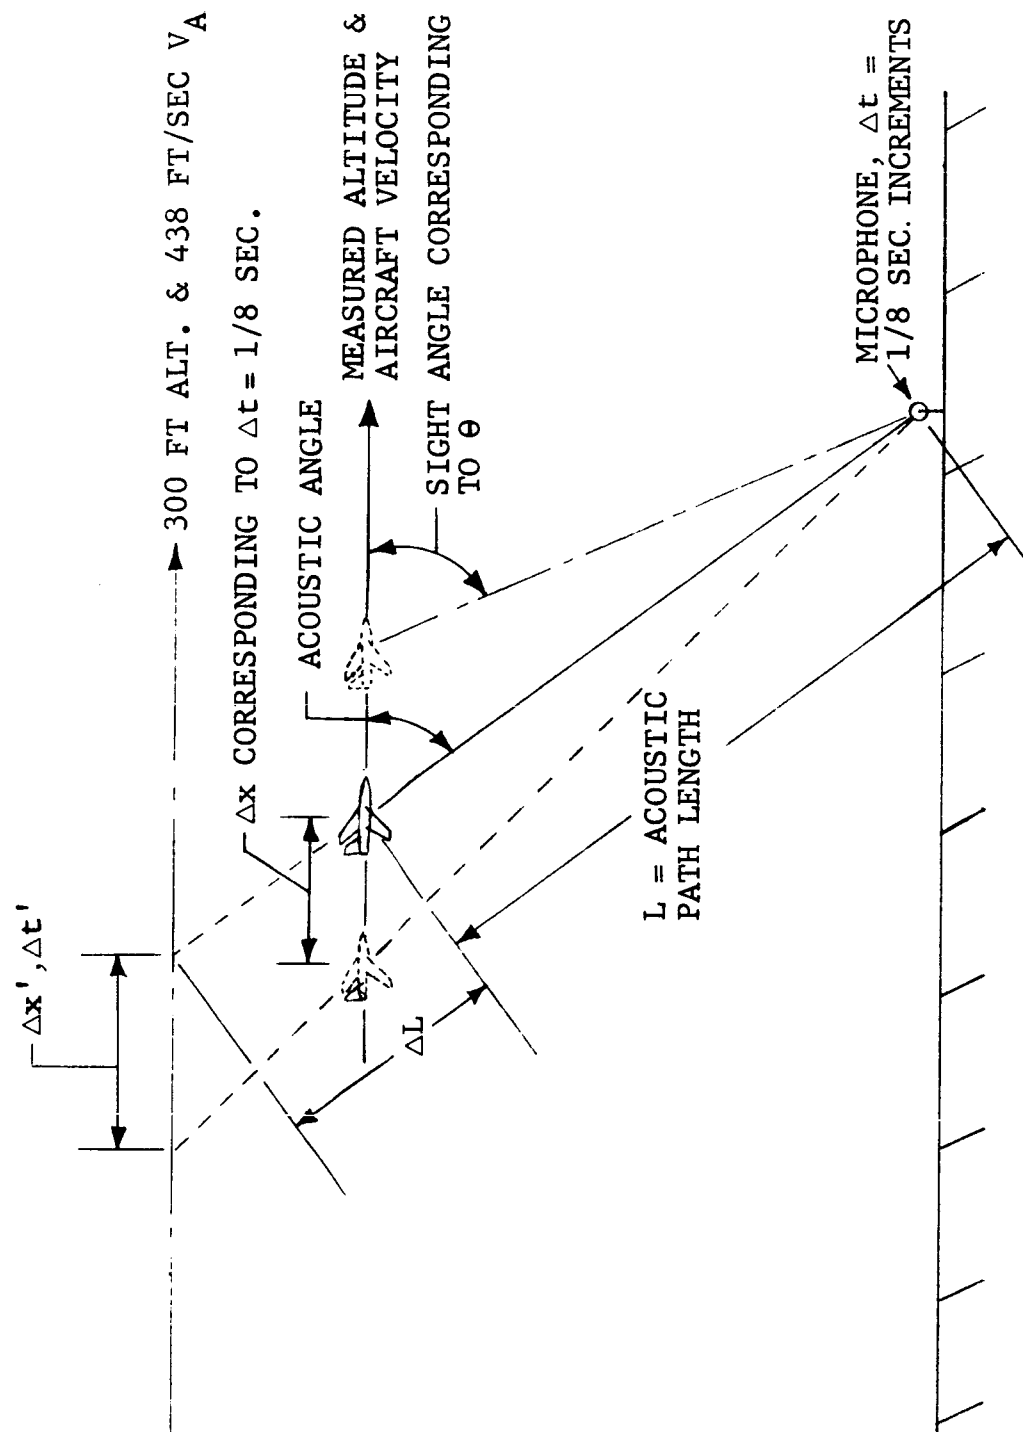 Δx', Δt'
300 FT ALT. & 438 FT/SEC VA
Δx CORRESPONDING TO Δt = 1/8 SEC.
ACOUSTIC ANGLE
MEASURED ALTITUDE &
AIRCRAFT VELOCITY
SIGHT ANGLE CORRESPONDING
TO Θ
ΔL
L = ACOUSTIC
PATH LENGTH
MICROPHONE, Δt =
1/8 SEC. INCREMENTS